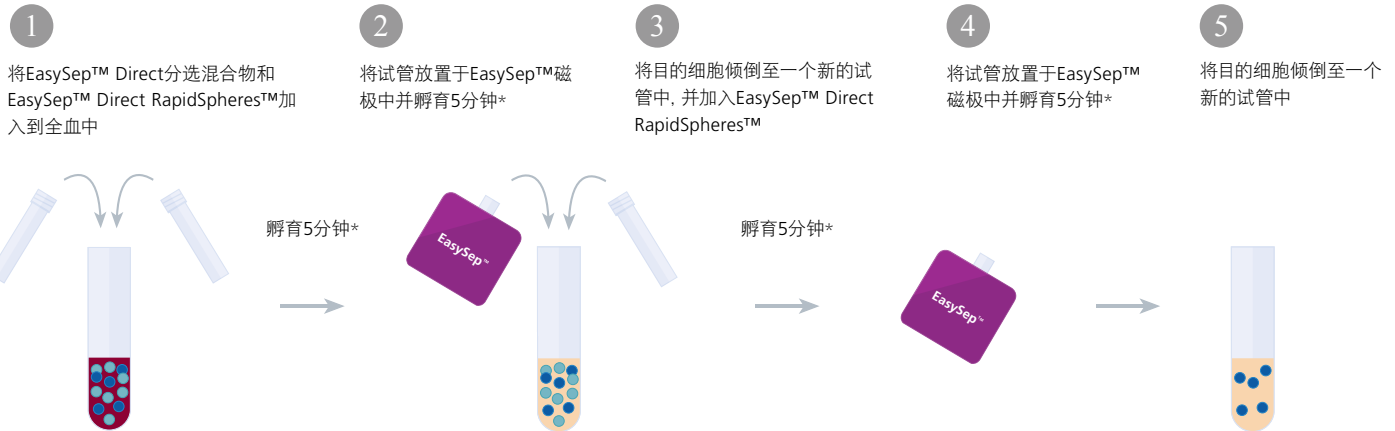 1
将EasySep™ Direct分选混合物和
EasySep™ Direct RapidSpheres™加
入到全血中
2
将试管放置于EasySep™磁
极中并孵育5分钟*
3
将目的细胞倾倒至一个新的试
管中, 并加入EasySep™ Direct
RapidSpheres™
4
将试管放置于EasySep™
磁极中并孵育5分钟*
5
将目的细胞倾倒至一个
新的试管中
孵育5分钟*
EasySep™
孵育5分钟*
EasySep™